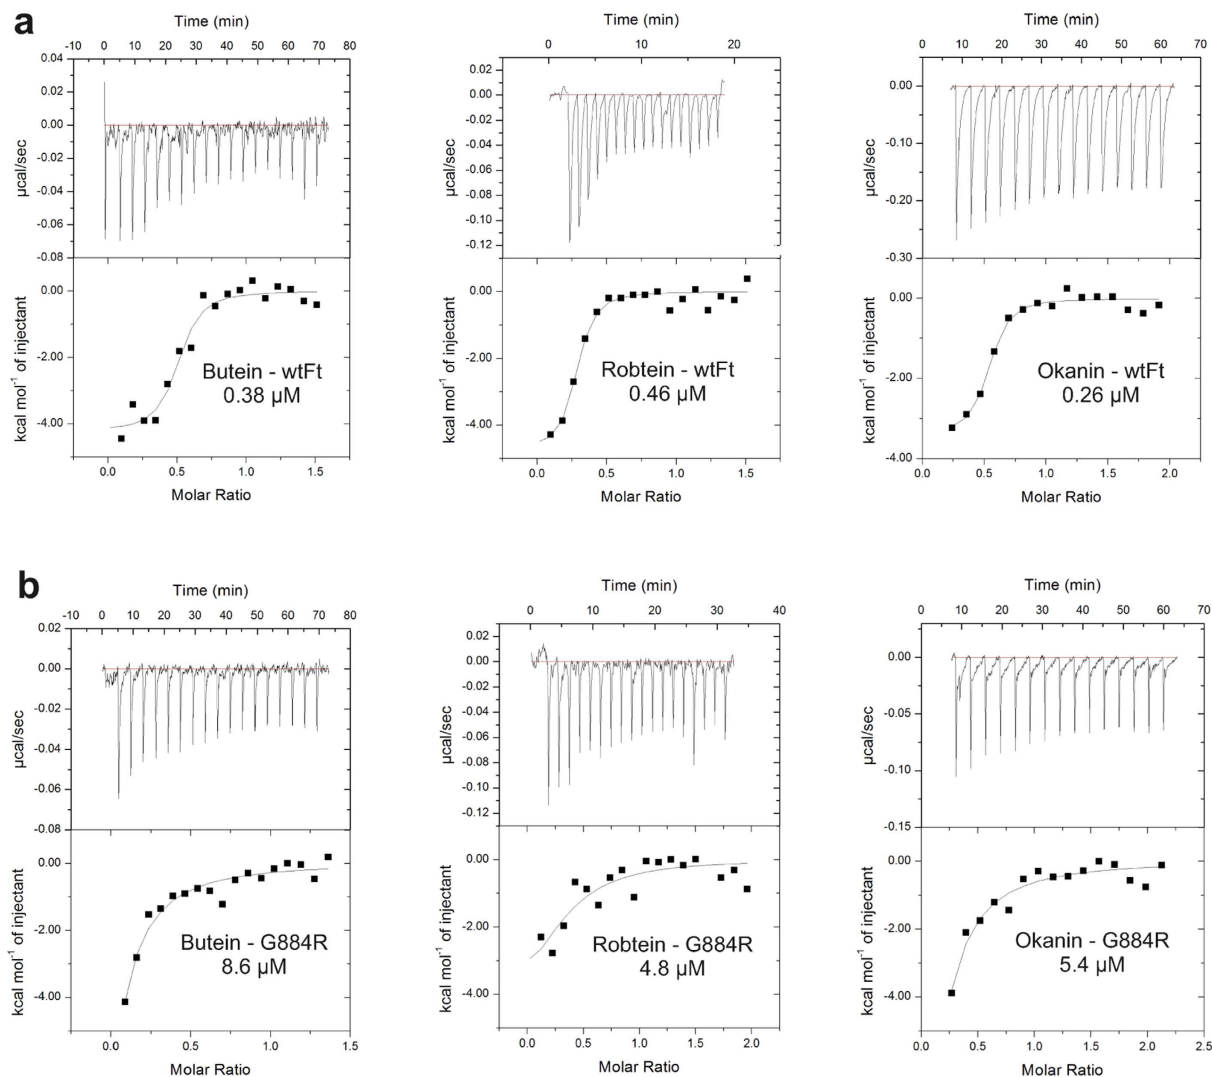 a
Time (min)
-10 0 10 20 30 40 50 60 70 80
0.04
0.02
0.00
-0.02
-0.04
-0.06
-0.08
µcal/sec
0.00
-2.00
-4.00
kcal mol-1 of injectant
Butein - wtFt
0.38 µM
0.0 0.5 1.0 1.5
Molar Ratio
Time (min)
0 10 20
0.02
0.00
-0.02
-0.04
-0.06
-0.08
-0.10
-0.12
µcal/sec
0.00
-2.00
-4.00
kcal mol-1 of injectant
Robtein - wtFt
0.46 µM
0.0 0.5 1.0 1.5
Molar Ratio
Time (min)
0 10 20 30 40 50 60 70
0.00
-0.10
-0.20
-0.30
µcal/sec
0.00
-2.00
-4.00
kcal mol-1 of injectant
Okanin - wtFt
0.26 µM
0.0 0.5 1.0 1.5 2.0
Molar Ratio
b
Time (min)
-10 0 10 20 30 40 50 60 70 80
0.02
0.00
-0.02
-0.04
-0.06
-0.08
µcal/sec
0.00
-2.00
-4.00
kcal mol-1 of injectant
Butein - G884R
8.6 µM
0.0 0.5 1.0 1.5
Molar Ratio
Time (min)
0 10 20 30 40
0.02
0.00
-0.02
-0.04
-0.06
-0.08
-0.10
-0.12
µcal/sec
0.00
-2.00
-4.00
kcal mol-1 of injectant
Robtein - G884R
4.8 µM
0.0 0.5 1.0 1.5 2.0
Molar Ratio
Time (min)
0 10 20 30 40 50 60 70
0.00
-0.05
-0.10
-0.15
µcal/sec
0.00
-2.00
-4.00
kcal mol-1 of injectant
Okanin - G884R
5.4 µM
0.0 0.5 1.0 1.5 2.0 2.5
Molar Ratio